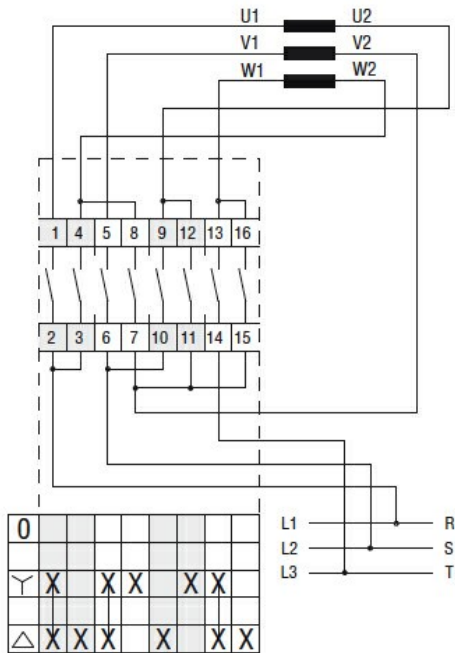 U1 U2
V1 V2
W1 W2
1 4 5 8 9 12 13 16
2 3 6 7 10 11 14 15
L1 R
L2 S
L3 T
0
Y X X X X X
△ X X X X X X